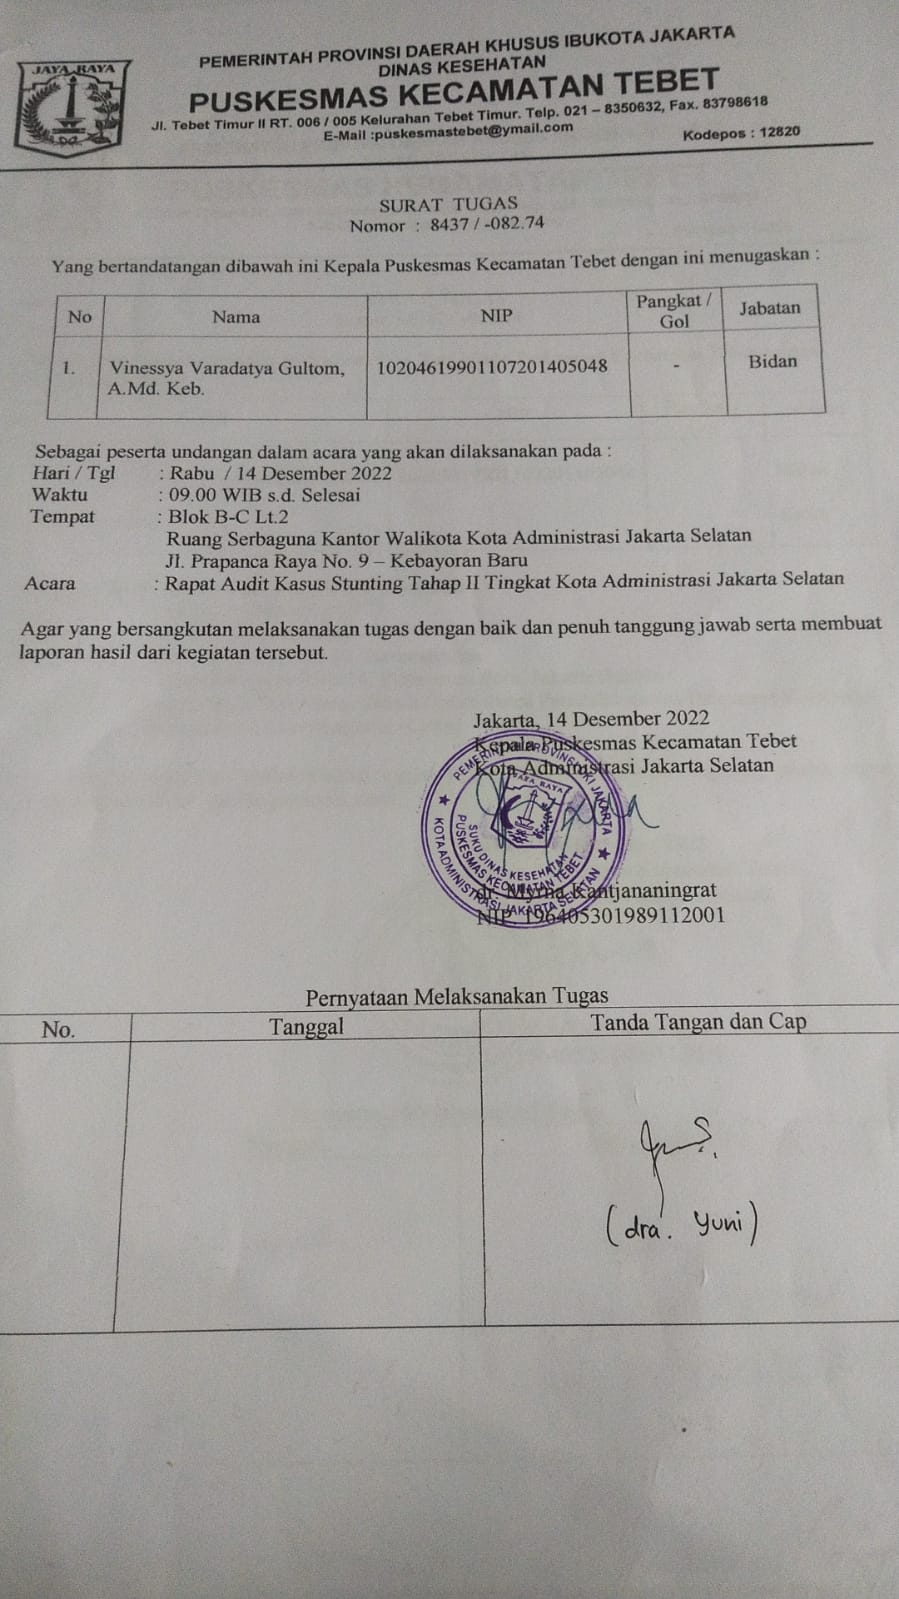 JAYA RAYA
PEMERINTAH PROVINSI DAERAH KHUSUS IBUKOTA JAKARTA
DINAS KESEHATAN
PUSKESMAS KECAMATAN TEBET
Jl. Tebet Timur II RT. 006 / 005 Kelurahan Tebet Timur. Telp. 021 – 8350632, Fax. 83798618
E-Mail :puskesmastebet@ymail.com
Kodepos : 12820
SURAT TUGAS
Nomor : 8437 / -082.74
Yang bertandatangan dibawah ini Kepala Puskesmas Kecamatan Tebet dengan ini menugaskan :
No Nama NIP Pangkat / Gol Jabatan
1. Vinessya Varadatya Gultom, 10204619901107201405048 - Bidan
A.Md. Keb.
Sebagai peserta undangan dalam acara yang akan dilaksanakan pada :
Hari / Tgl : Rabu / 14 Desember 2022
Waktu : 09.00 WIB s.d. Selesai
Tempat : Blok B-C Lt.2
Ruang Serbaguna Kantor Walikota Kota Administrasi Jakarta Selatan
Jl. Prapanca Raya No. 9 – Kebayoran Baru
Acara : Rapat Audit Kasus Stunting Tahap II Tingkat Kota Administrasi Jakarta Selatan
Agar yang bersangkutan melaksanakan tugas dengan baik dan penuh tanggung jawab serta membuat
laporan hasil dari kegiatan tersebut.
Jakarta, 14 Desember 2022
Kepala Puskesmas Kecamatan Tebet
Kota Administrasi Jakarta Selatan
PEMERINTAH PROVINSI DKI JAKARTA
JAYA RAYA
SUKU DINAS KESEHATAN
PUSKESMAS KECAMATAN TEBET
KOTA ADMINISTRASI JAKARTA SELATAN
dr. Myrna Kantjananingrat
NIP. 196405301989112001
Pernyataan Melaksanakan Tugas
No. Tanggal Tanda Tangan dan Cap
(dra. Yuni)